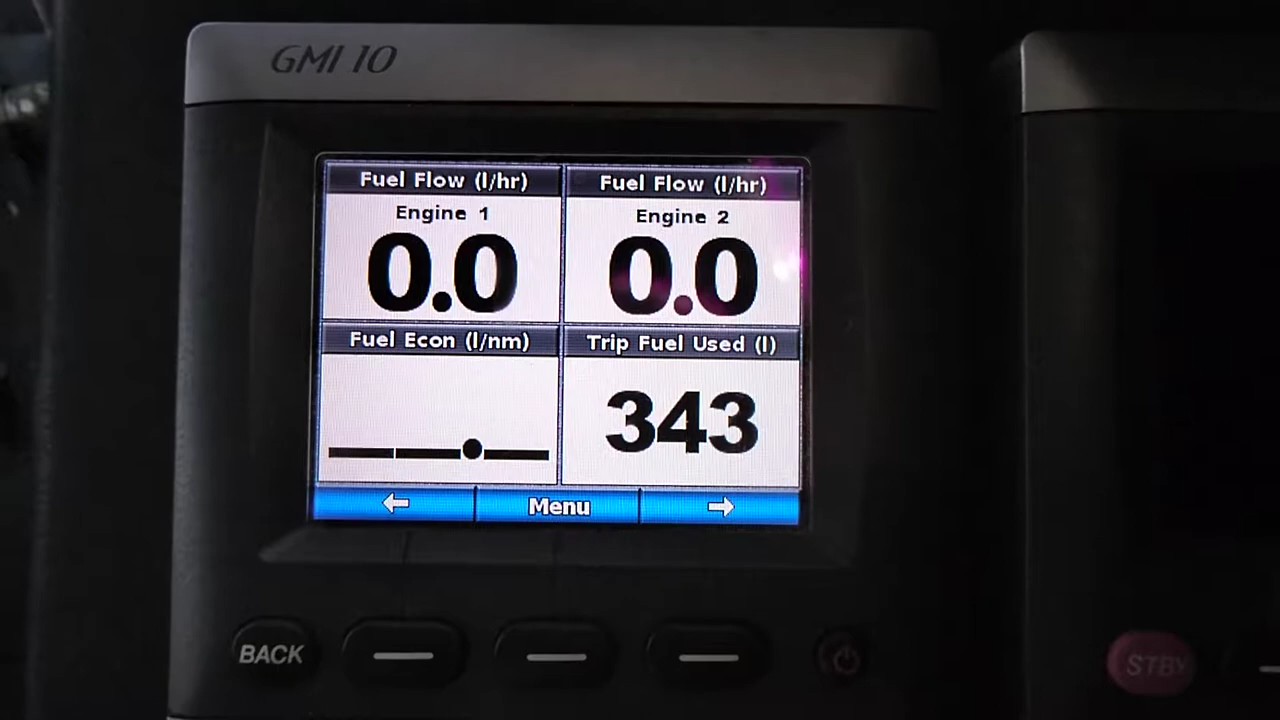 GMI 10
Fuel Flow (l/hr)
Fuel Flow (l/hr)
Engine 1
Engine 2
0.0
0.0
Fuel Econ (l/nm)
Trip Fuel Used (l)
343
Menu
BACK
STBY